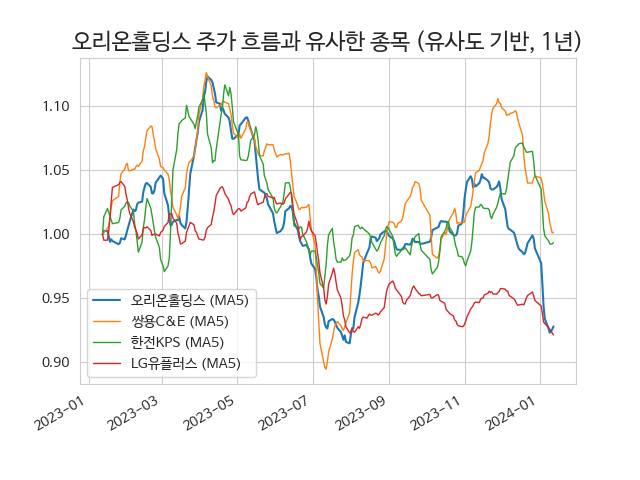 오리온홀딩스 주가 흐름과 유사한 종목 (유사도 기반, 1년)
1.10
1.05
1.00
0.95
0.90
오리온홀딩스 (MA5)
쌍용C&E (MA5)
한전KPS (MA5)
LG유플러스 (MA5)
2023-01
2023-03
2023-05
2023-07
2023-09
2023-11
2024-01